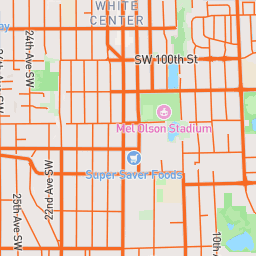 WHITE
CENTER
24th Ave SW
SW 100th St
Mel Olson Stadium
Super Saver Foods
22nd Ave SW
25th Ave SW